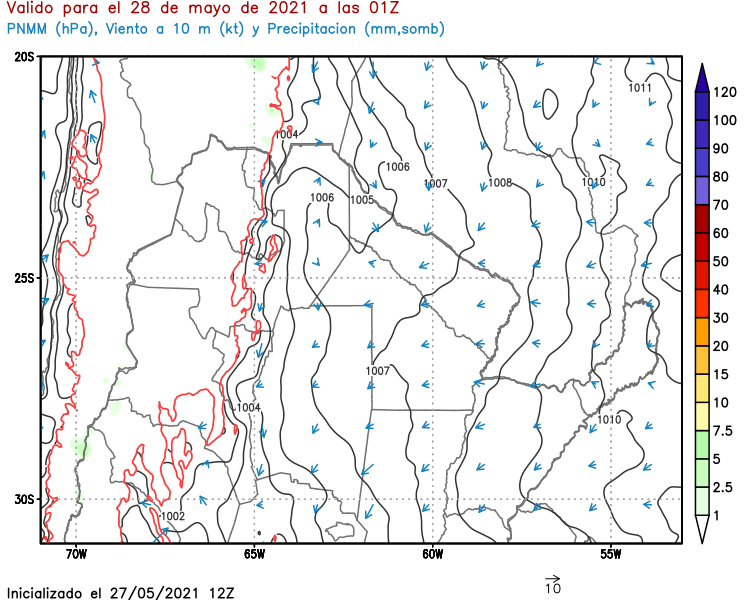 Valido para el 28 de mayo de 2021 a las 01Z
PNMM (hPa), Viento a 10 m (kt) y Precipitacion (mm,somb)
20S
25S
30S
70W
65W
60W
55W
1011
1004
1006
1007
1008
1010
1006
1005
1007
1004
1010
1002
120
100
90
80
70
60
50
40
30
20
15
10
7.5
5
2.5
1
10
Inicializado el 27/05/2021 12Z